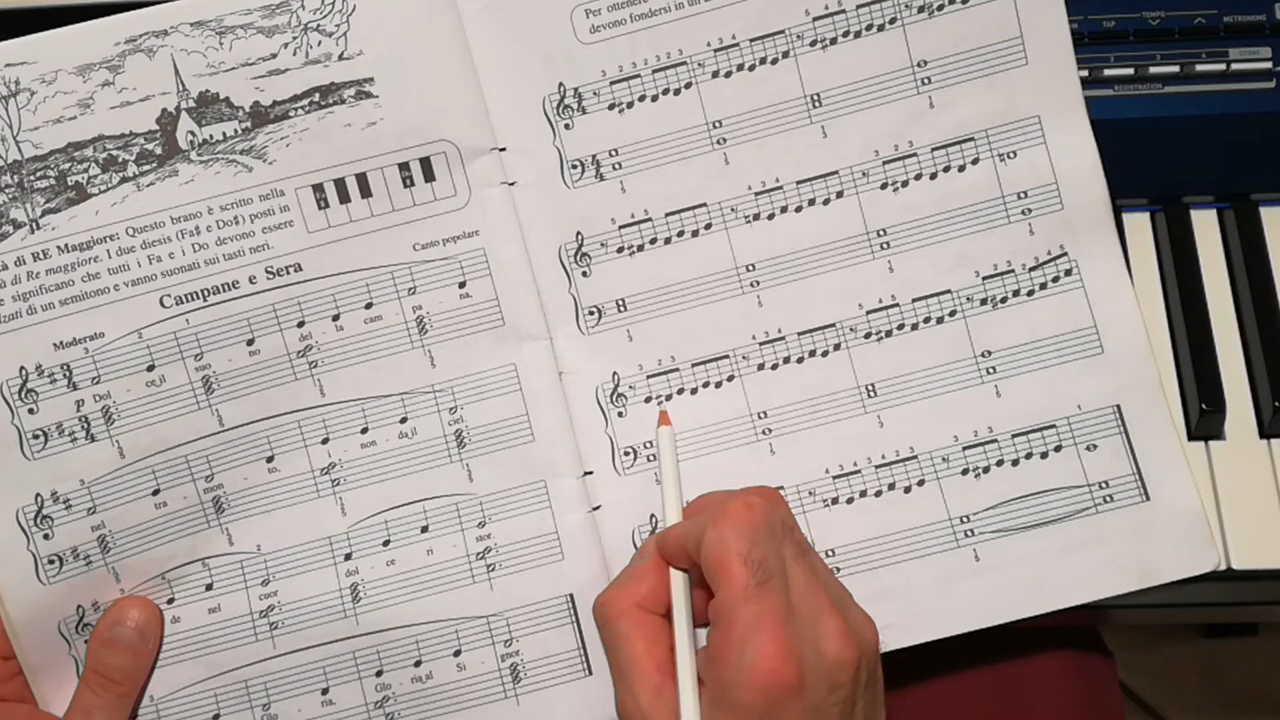 Per ottenere
devono fondersi in un
à di RE Maggiore: Questo brano è scritto nella
à di Re maggiore. I due diesis (Fa♯ e Do♯) posti in
e significano che tutti i Fa e i Do devono essere
lzati di un semitono e vanno suonati sui tasti neri.
Campane e Sera
Canto popolare
Moderato
p
Dol - ce il suo - no del - la cam - pa - na,
nel tra - mon - to, non da il ciel.
de nel cuor dol - ce ri - stor.
Glo - ria, Glo - ria al Si - gnor.
TAP
TEMPO
METRONOME
2 3 4
STORE
REGISTRATION